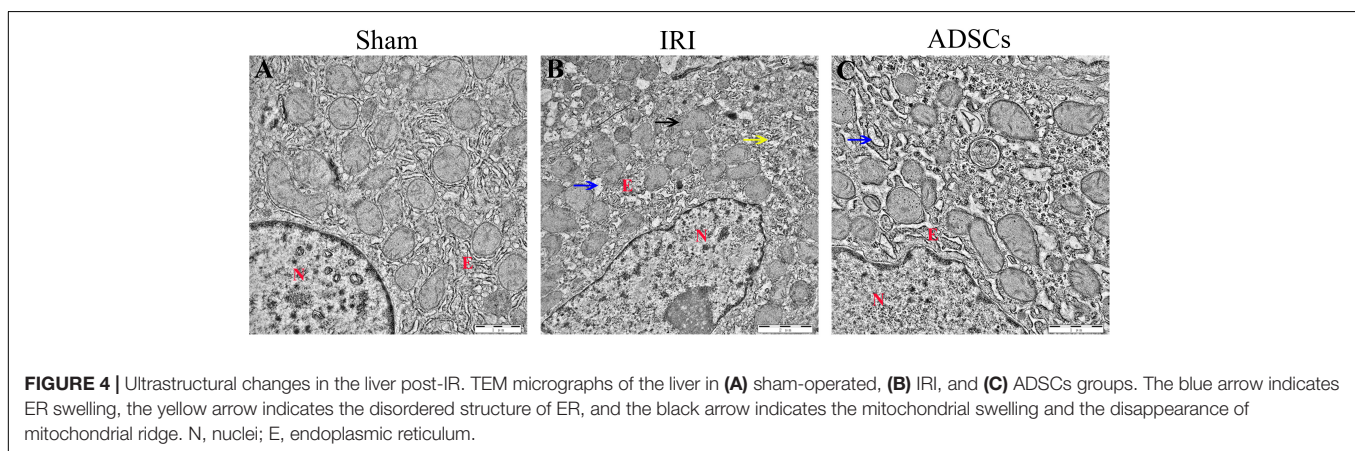 Sham IRI ADSCs
A B C
E E E
N N N
FIGURE 4 | Ultrastructural changes in the liver post-IR. TEM micrographs of the liver in (A) sham-operated, (B) IRI, and (C) ADSCs groups. The blue arrow indicates
ER swelling, the yellow arrow indicates the disordered structure of ER, and the black arrow indicates the mitochondrial swelling and the disappearance of
mitochondrial ridge. N, nuclei; E, endoplasmic reticulum.